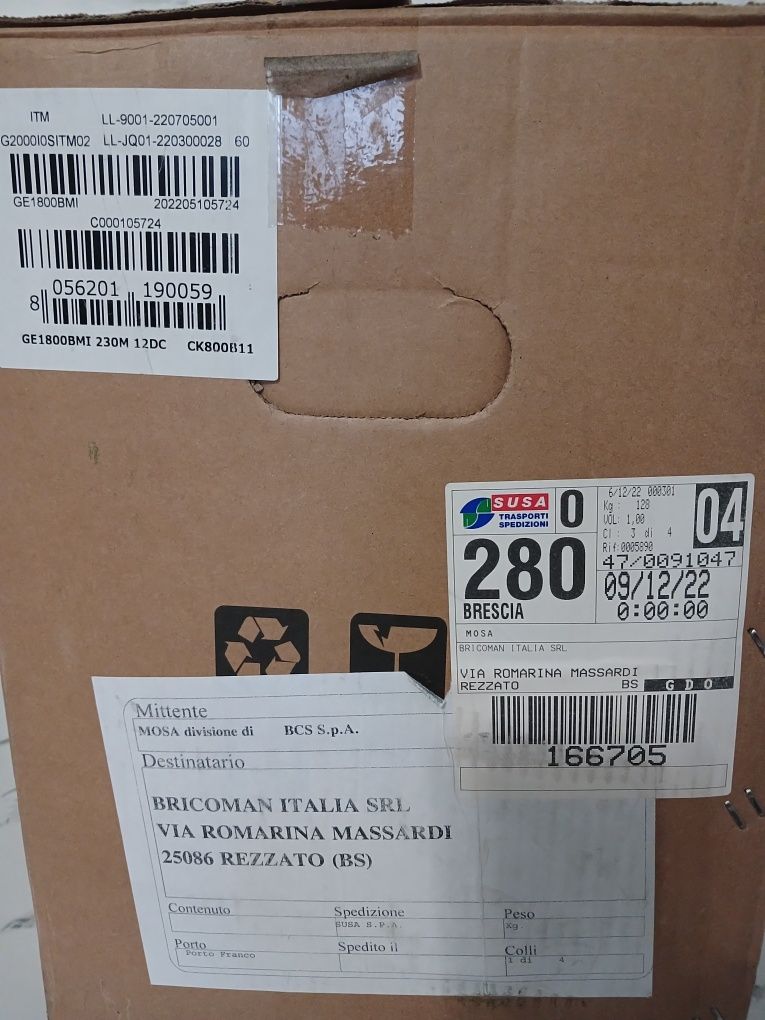 ITM LL-9001-220705001
G2000I0SITM02 LL-JQ01-220300028 60
GE1800BMI 202205105724
C000105724
8 056201 190059
GE1800BMI 230M 12DC CK800B11
SUSA
TRASPORTI
SPEDIZIONI
0
6/12/22 000301
Kg : 128
VOL: 1,00
Cl : 3 di 4
Rif:0005890
04
280
BRESCIA
47/0091047
09/12/22
0:00:00
MOSA
BRICOMAN ITALIA SRL
VIA ROMARINA MASSARDI
REZZATO BS GDO
166705
Mittente
MOSA divisione di BCS S.p.A.
Destinatario
BRICOMAN ITALIA SRL
VIA ROMARINA MASSARDI
25086 REZZATO (BS)
Contenuto Spedizione Peso
SUSA S.P.A. Kg
Porto Spedito il Colli
Porto Franco 1 di 4